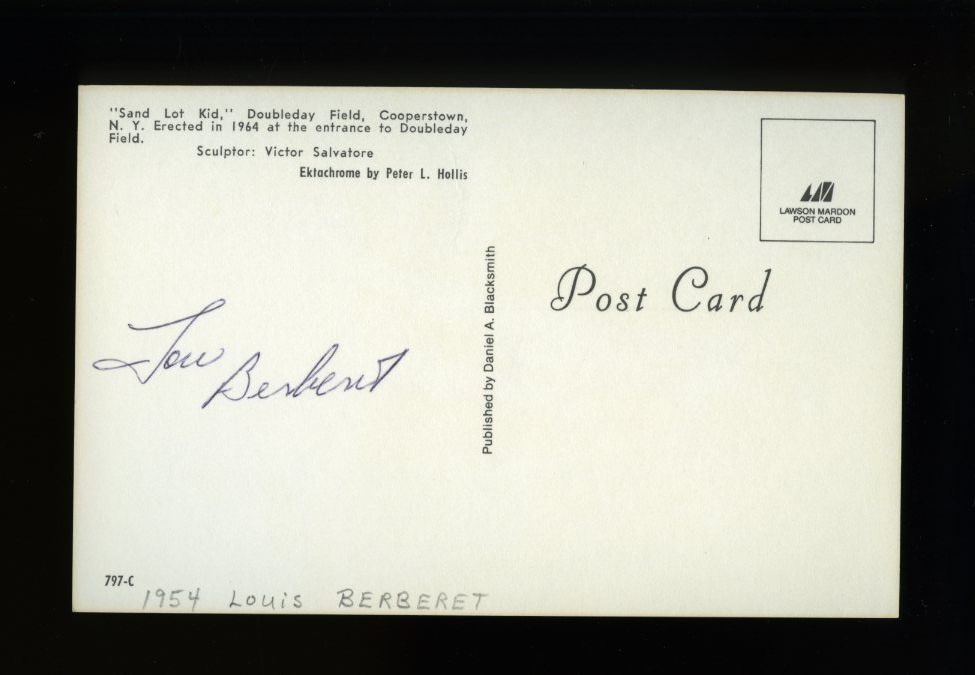 "Sand Lot Kid," Doubleday Field, Cooperstown,
N. Y. Erected in 1964 at the entrance to Doubleday
Field.
Sculptor: Victor Salvatore
Ektachrome by Peter L. Hollis
LAWSON MARDON
POST CARD
Post Card
Published by Daniel A. Blacksmith
Lou
Berberet
797-C
1954 Louis BERBERET